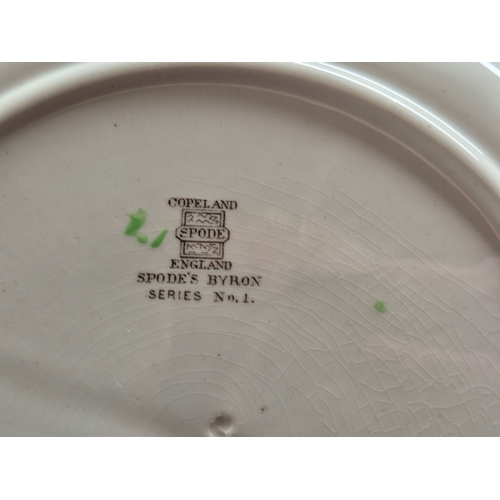 COPELAND
SPODE
ENGLAND
SPODE'S BYRON
SERIES No. 1.